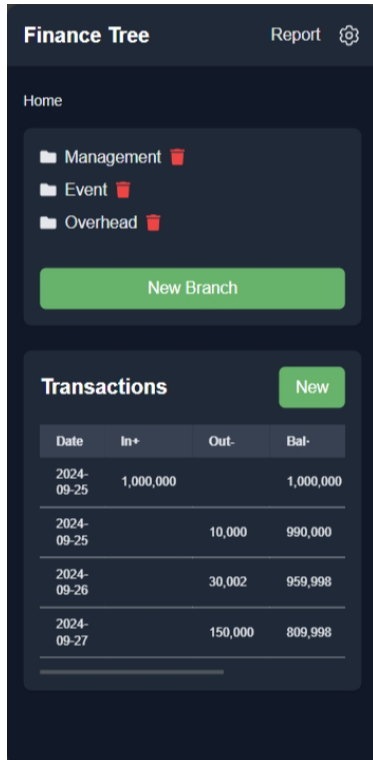 Finance Tree Report
Home
Management
Event
Overhead
New Branch
Transactions New
Date In+ Out- Bal·
2024-
09-25 1,000,000 1,000,000
2024-
09-25 10,000 990,000
2024-
09-26 30,002 959,998
2024-
09-27 150,000 809,998